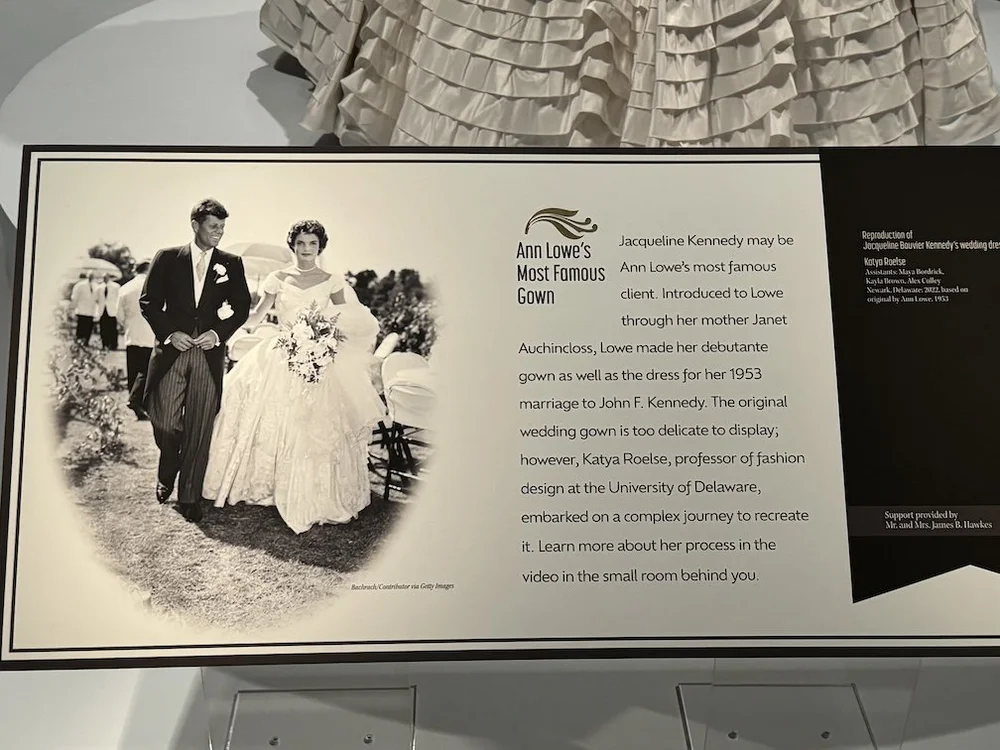 Ann Lowe's
Most Famous
Gown
Jacqueline Kennedy may be
Ann Lowe's most famous
client. Introduced to Lowe
through her mother Janet
Auchincloss, Lowe made her debutante
gown as well as the dress for her 1953
marriage to John F. Kennedy. The original
wedding gown is too delicate to display;
however, Katya Roelse, professor of fashion
design at the University of Delaware,
embarked on a complex journey to recreate
it. Learn more about her process in the
video in the small room behind you.
Bachrach/Contributor via Getty Images
Reproduction of
Jacqueline Bouvier Kennedy's wedding dres
Katya Roelse
Assistants: Maya Bordrick,
Kayla Brown, Alex Culley
Newark, Delaware; 2022, based on
original by Ann Lowe, 1953
Support provided by
Mr. and Mrs. James B. Hawkes